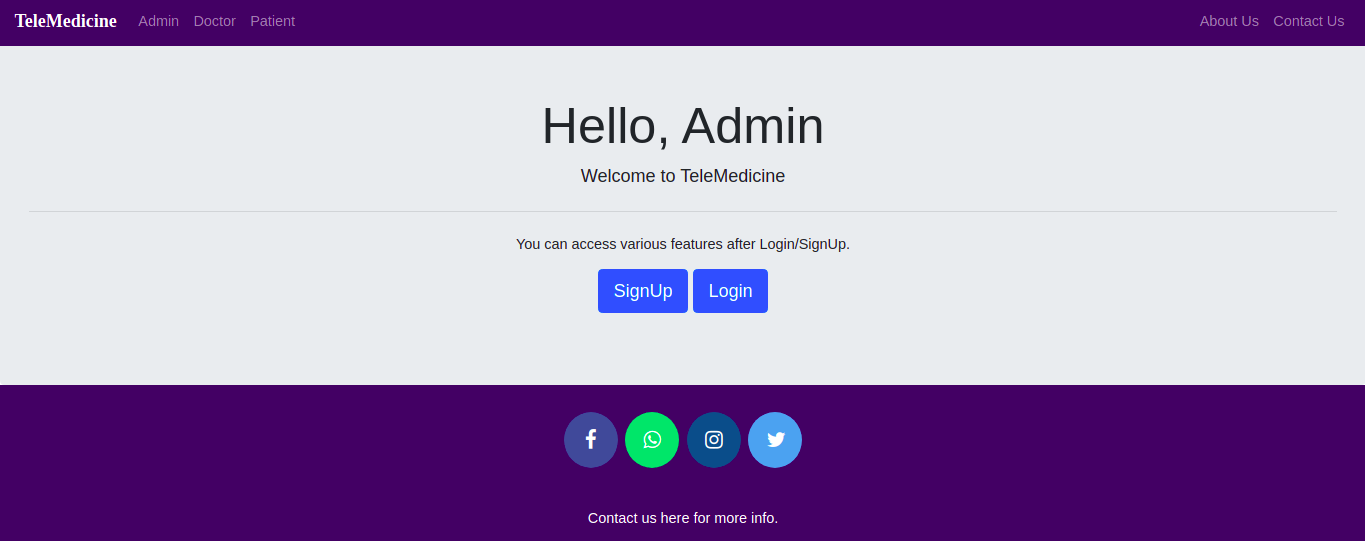 TeleMedicine Admin Doctor Patient About Us Contact Us
Hello, Admin
Welcome to TeleMedicine
You can access various features after Login/SignUp.
SignUp Login
Contact us here for more info.